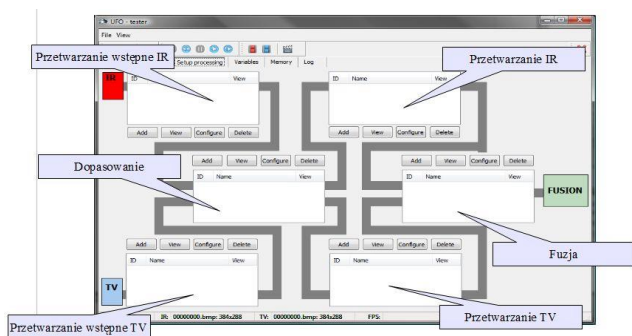 UFO - tester
File View
Setup processing Variables Memory Log
Przetwarzanie wstępne IR
Przetwarzanie IR
IR
ID View
ID Name View
Add View Configure Delete
Add View Configure Delete
Dopasowanie
Add View Configure Delete
Add View Configure Delete
ID Name View
ID Name View
FUSION
Add View Configure Delete
Add View Configure Delete
Fuzja
ID Name View
ID Name View
TV
Przetwarzanie wstępne TV
Przetwarzanie TV
IR: 00000000.bmp: 384x288 TV: 00000000.bmp: 384x288 FPS: